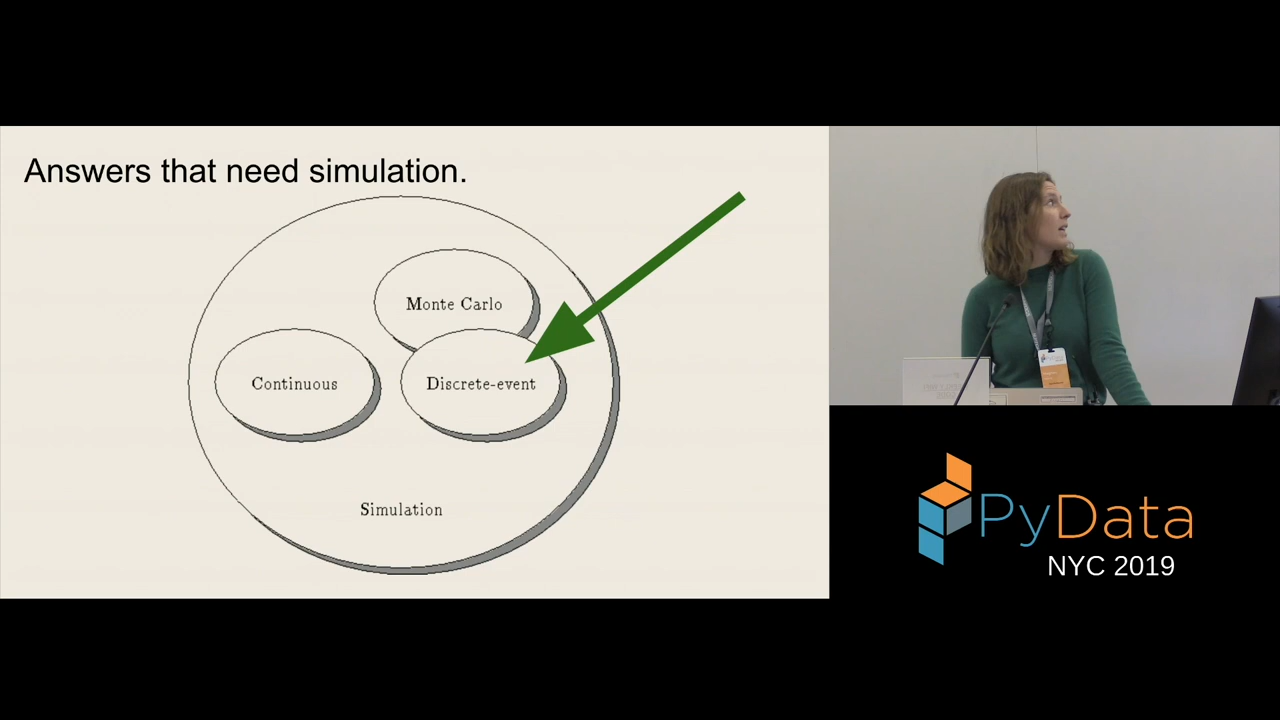 Answers that need simulation.
Monte Carlo
Continuous
Discrete-event
Simulation
PyData
NYC 2019